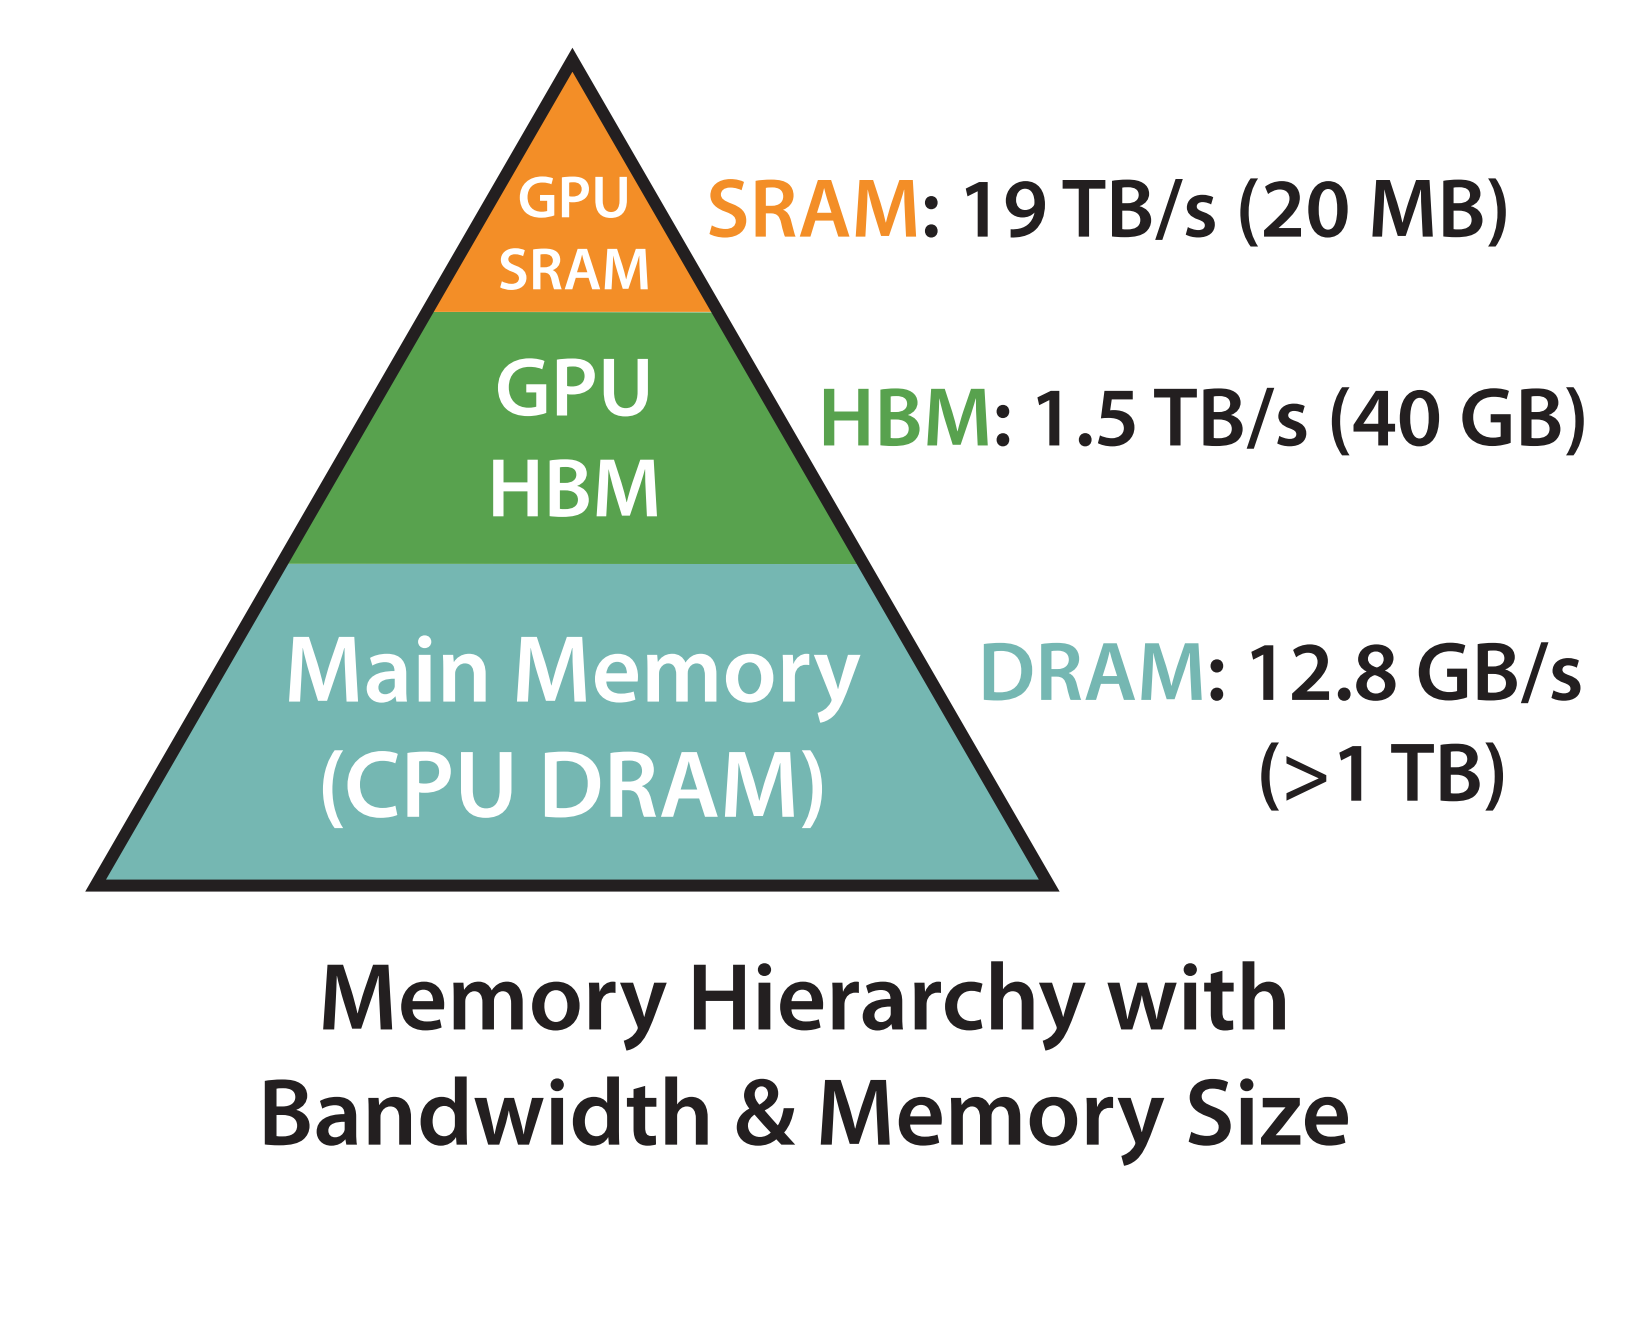 GPU
SRAM
SRAM: 19 TB/s (20 MB)
GPU
HBM
HBM: 1.5 TB/s (40 GB)
Main Memory
(CPU DRAM)
DRAM: 12.8 GB/s
(>1 TB)
Memory Hierarchy with
Bandwidth & Memory Size